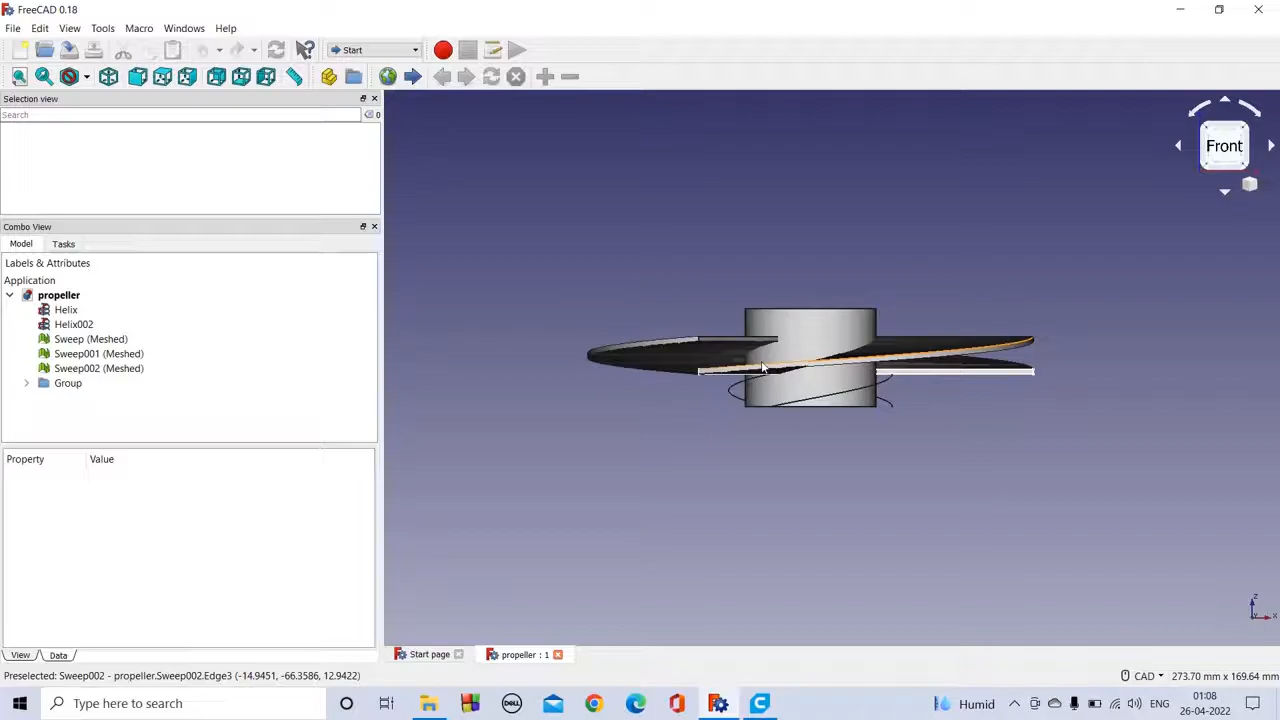 FreeCAD 0.18
File Edit View Tools Macro Windows Help
Start
Selection view
Search
0
Front
Combo View
Model Tasks
Labels & Attributes
Application
propeller
Helix
Helix002
Sweep (Meshed)
Sweep001 (Meshed)
Sweep002 (Meshed)
Group
Property Value
z
x
View Data
Start page propeller : 1
Preselected: Sweep002 - propeller.Sweep002.Edge3 (-14.9451, -66.3586, 12.9422) CAD 273.70 mm x 169.64 mm
Type here to search DELL Humid ENG 01:08
26-04-2022